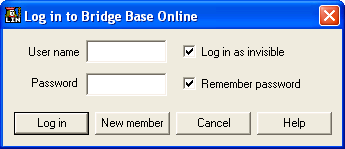 LIN Log in to Bridge Base Online
User name Log in as invisible
Password Remember password
Log in New member Cancel Help